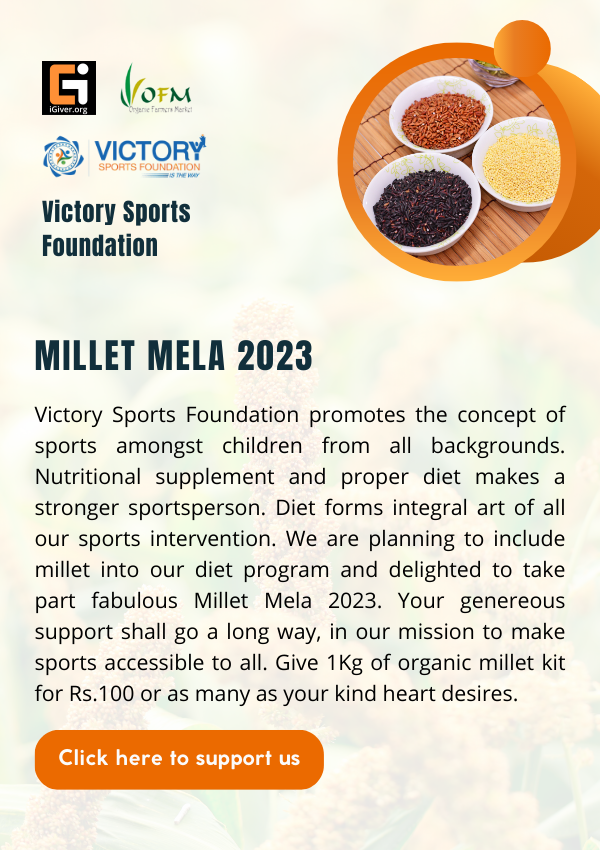 iGiver.org
OFM
Organic Farmers Market
VICTORY
SPORTS FOUNDATION
IS THE WAY
Victory Sports
Foundation
MILLET MELA 2023
Victory Sports Foundation promotes the concept of
sports amongst children from all backgrounds.
Nutritional supplement and proper diet makes a
stronger sportsperson. Diet forms integral art of all
our sports intervention. We are planning to include
millet into our diet program and delighted to take
part fabulous Millet Mela 2023. Your genereous
support shall go a long way, in our mission to make
sports accessible to all. Give 1Kg of organic millet kit
for Rs.100 or as many as your kind heart desires.
Click here to support us